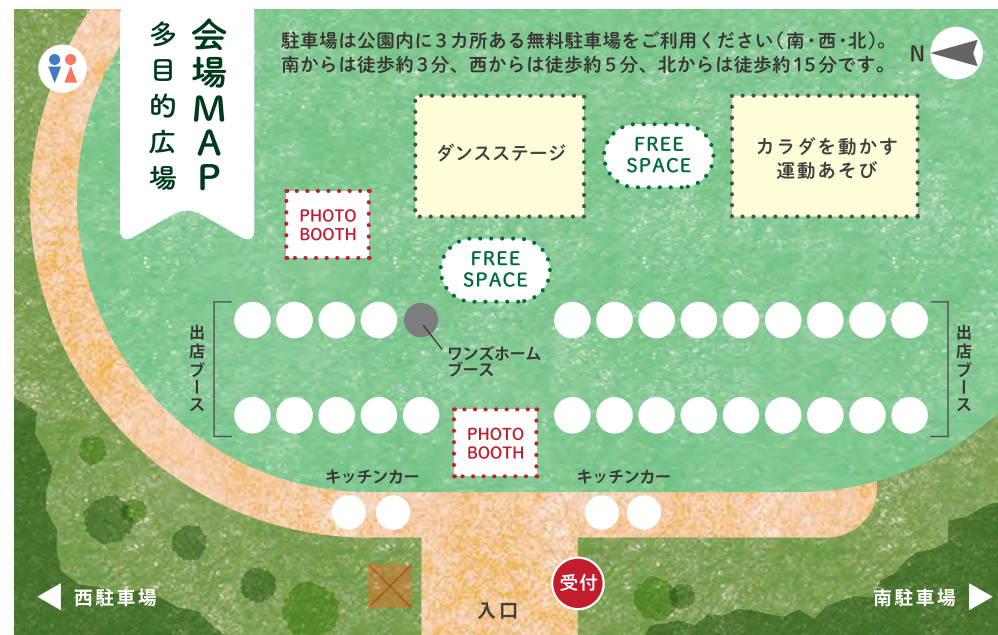 会場MAP
多目的広場
駐車場は公園内に3カ所ある無料駐車場をご利用ください(南・西・北)。
南からは徒歩約3分、西からは徒歩約5分、北からは徒歩約15分です。
N
ダンスステージ
FREE
SPACE
カラダを動かす
運動あそび
PHOTO
BOOTH
FREE
SPACE
出店ブース
ワンズホーム
ブース
出店ブース
PHOTO
BOOTH
キッチンカー
キッチンカー
西駐車場
入口
受付
南駐車場